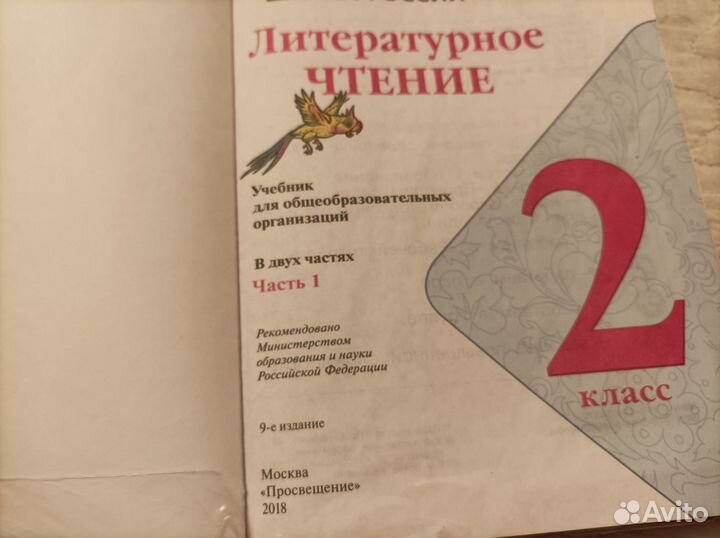 Литературное
ЧТЕНИЕ
Учебник
для общеобразовательных
организаций
В двух частях
Часть 1
Рекомендовано
Министерством
образования и науки
Российской Федерации
2
класс
9-е издание
Москва
«Просвещение»
2018
Avito